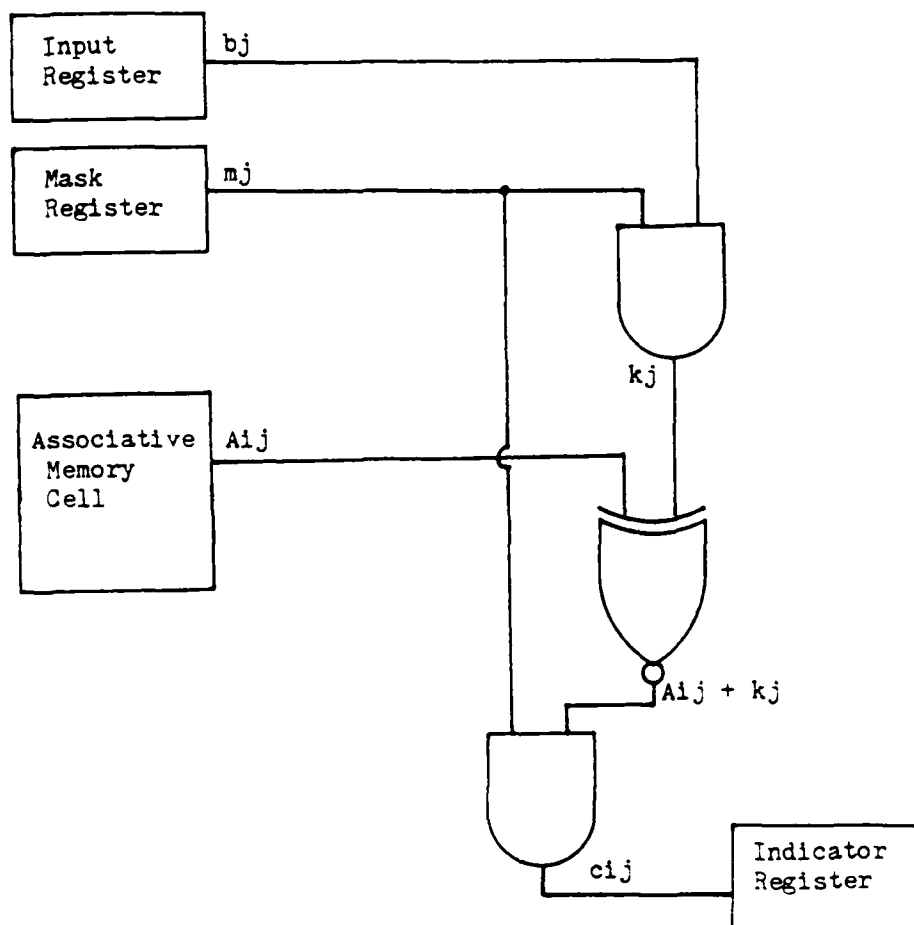 Input
Register
bj
Mask
Register
mj
kj
Associative
Memory
Cell
Aij
Aij + kj
cij
Indicator
Register